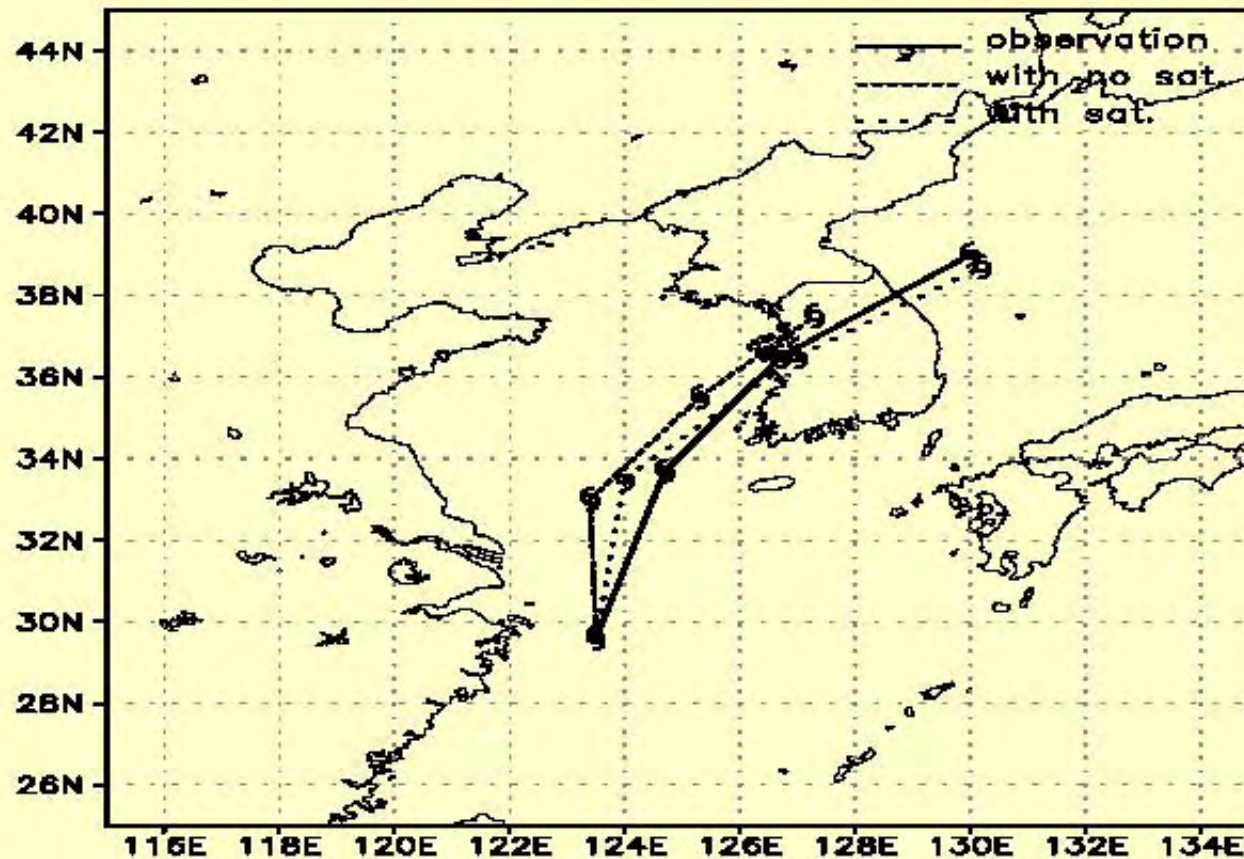 44N
observation
with no sat.
with sat.
42N
40N
38N
36N
34N
32N
30N
28N
26N
116E 118E 120E 122E 124E 126E 128E 130E 132E 134E